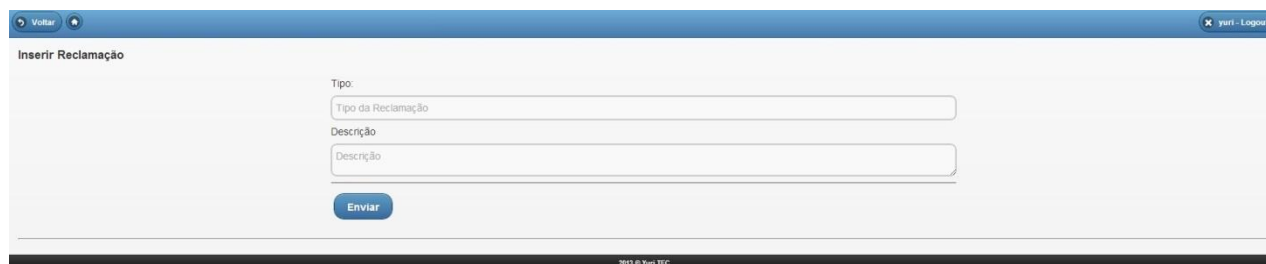 Voltar
yuri - Logou
Inserir Reclamação
Tipo:
Tipo da Reclamação
Descrição
Descrição
Enviar
2013 © Yuri TEC